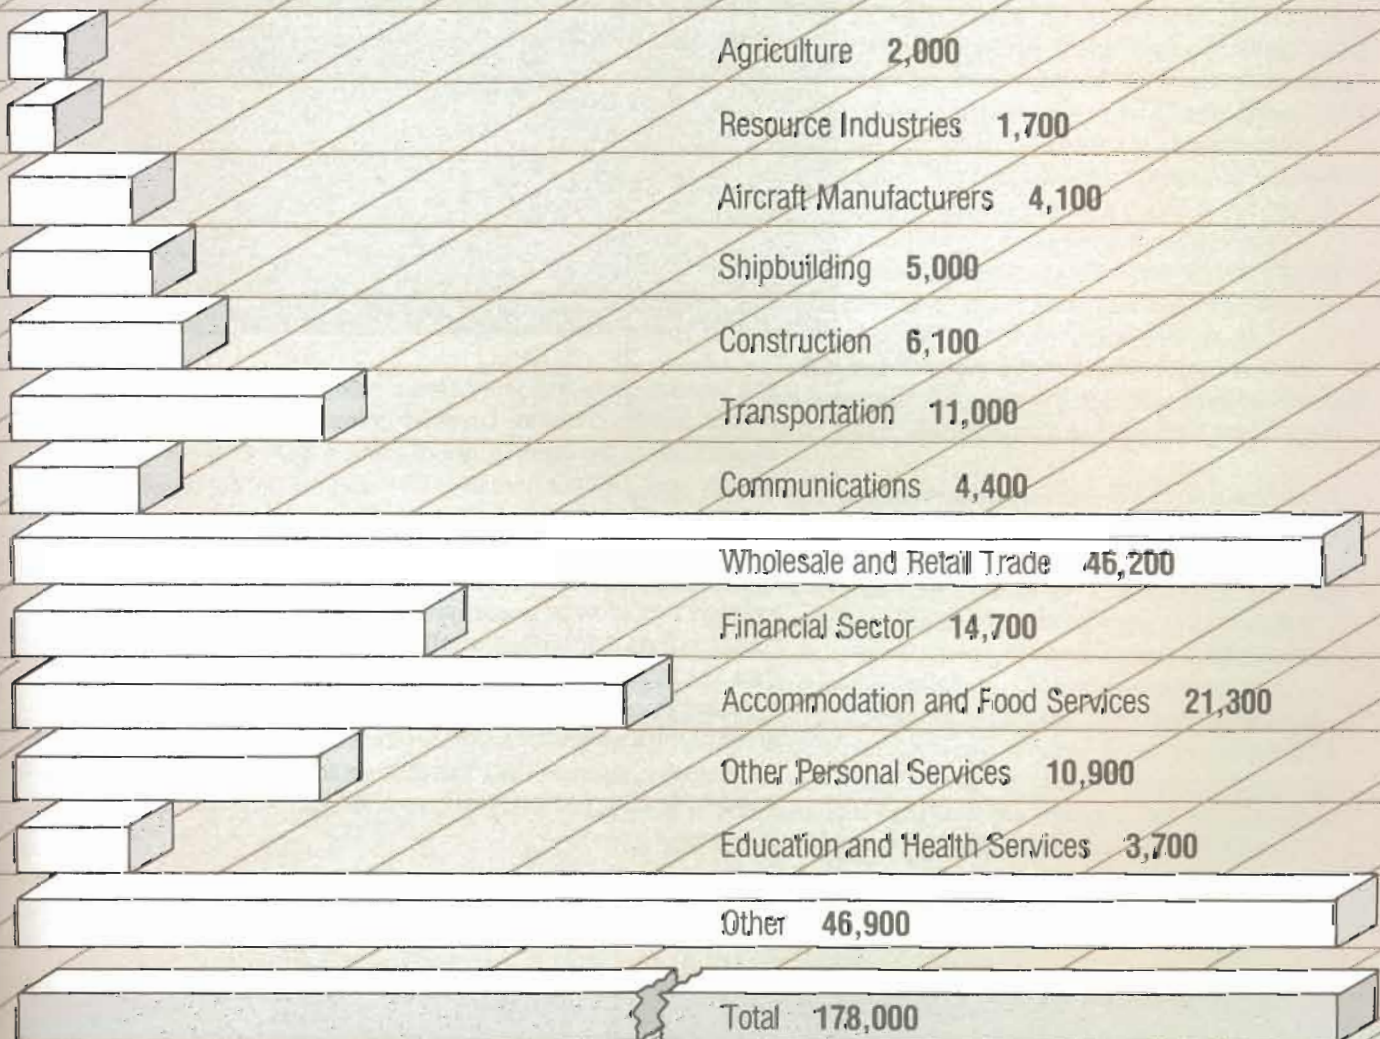 Agriculture 2,000
Resource Industries 1,700
Aircraft Manufacturers 4,100
Shipbuilding 5,000
Construction 6,100
Transportation 11,000
Communications 4,400
Wholesale and Retail Trade 46,200
Financial Sector 14,700
Accommodation and Food Services 21,300
Other Personal Services 10,900
Education and Health Services 3,700
Other 46,900
Total 178,000